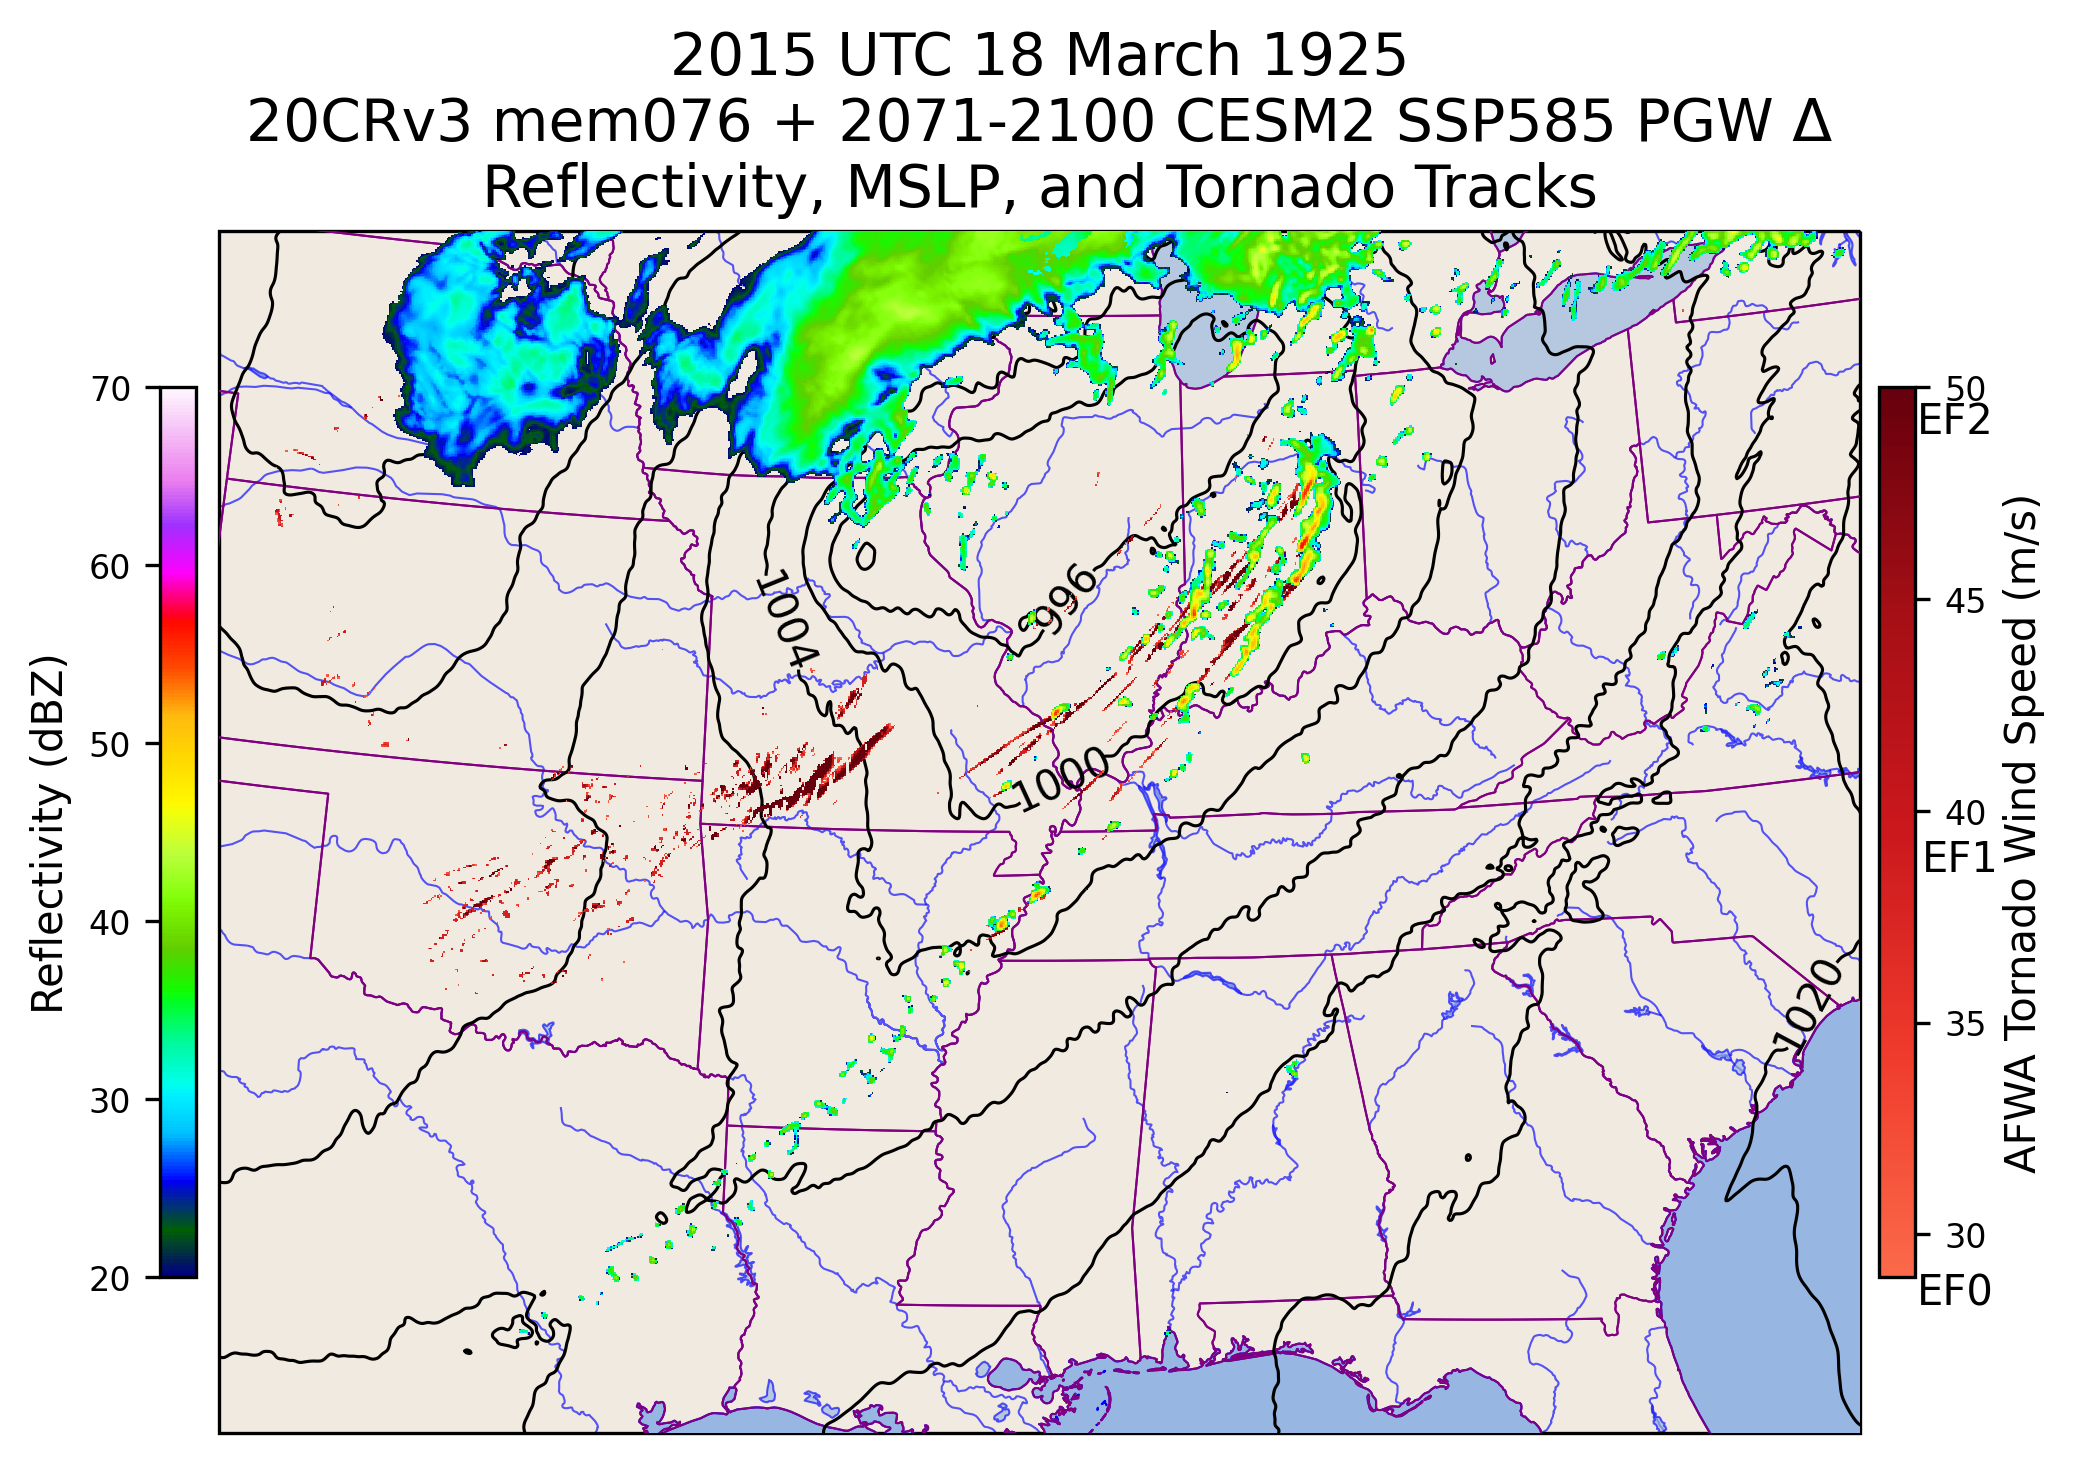 2015 UTC 18 March 1925
20CRv3 mem076 + 2071-2100 CESM2 SSP585 PGW Δ
Reflectivity, MSLP, and Tornado Tracks
70
60
50
40
30
20
Reflectivity (dBZ)
1004
996
1000
1020
50
EF2
45
40
EF1
35
30
EF0
AFWA Tornado Wind Speed (m/s)